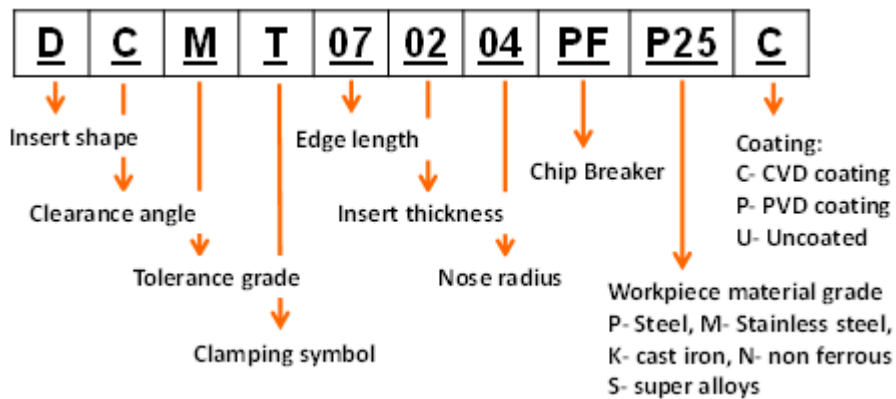 D C M T 07 02 04 PF P25 C
Insert shape
Edge length
Coating:
Chip Breaker
C- CVD coating
Clearance angle
Insert thickness
P- PVD coating
U- Uncoated
Tolerance grade
Nose radius
Workpiece material grade
P- Steel, M- Stainless steel,
Clamping symbol
K- cast iron, N- non ferrous
S- super alloys